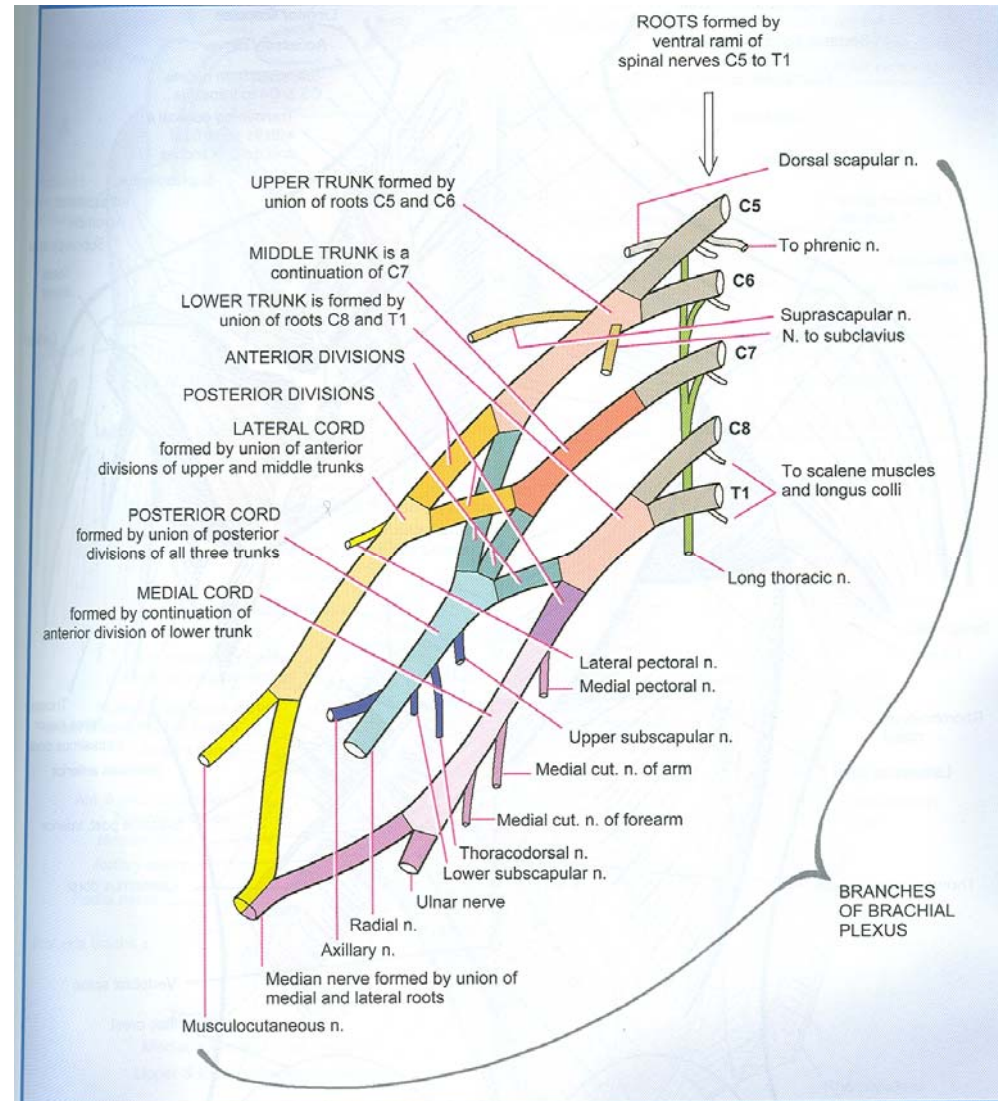 ROOTS formed by
ventral rami of
spinal nerves C5 to T1
Dorsal scapular n.
UPPER TRUNK formed by
union of roots C5 and C6
C5
To phrenic n.
MIDDLE TRUNK is a
continuation of C7
C6
LOWER TRUNK is formed by
union of roots C8 and T1
Suprascapular n.
N. to subclavius
C7
ANTERIOR DIVISIONS
POSTERIOR DIVISIONS
LATERAL CORD
formed by union of anterior
divisions of upper and middle trunks
C8
To scalene muscles
and longus colli
T1
POSTERIOR CORD
formed by union of posterior
divisions of all three trunks
Long thoracic n.
MEDIAL CORD
formed by continuation of
anterior division of lower trunk
Lateral pectoral n.
Medial pectoral n.
Upper subscapular n.
Medial cut. n. of arm
Medial cut. n. of forearm
Thoracodorsal n.
Lower subscapular n.
Ulnar nerve
Radial n.
Axillary n.
Median nerve formed by union of
medial and lateral roots
Musculocutaneous n.
BRANCHES
OF BRACHIAL
PLEXUS